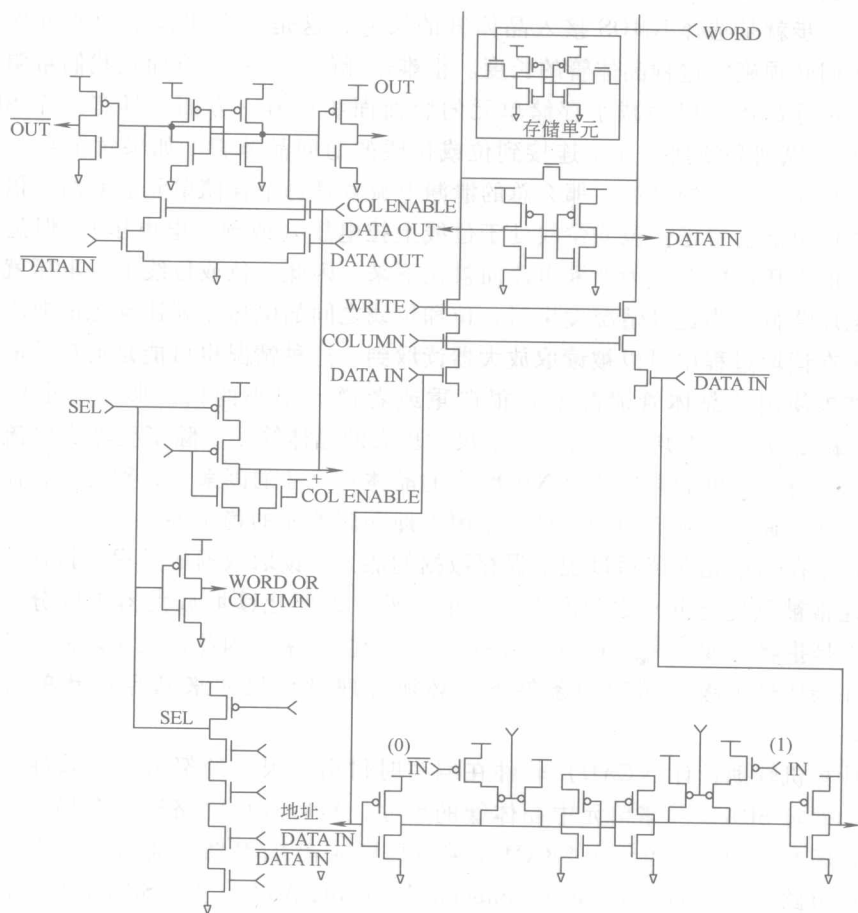 WORD
OUT
OUT
存储单元
COL ENABLE
DATA OUT
DATA IN
DATA OUT
DATA IN
WRITE
COLUMN
DATA IN
DATA IN
SEL
+
COL ENABLE
WORD OR
COLUMN
SEL
(0)
IN
(1)
IN
地址
DATA IN
DATA IN